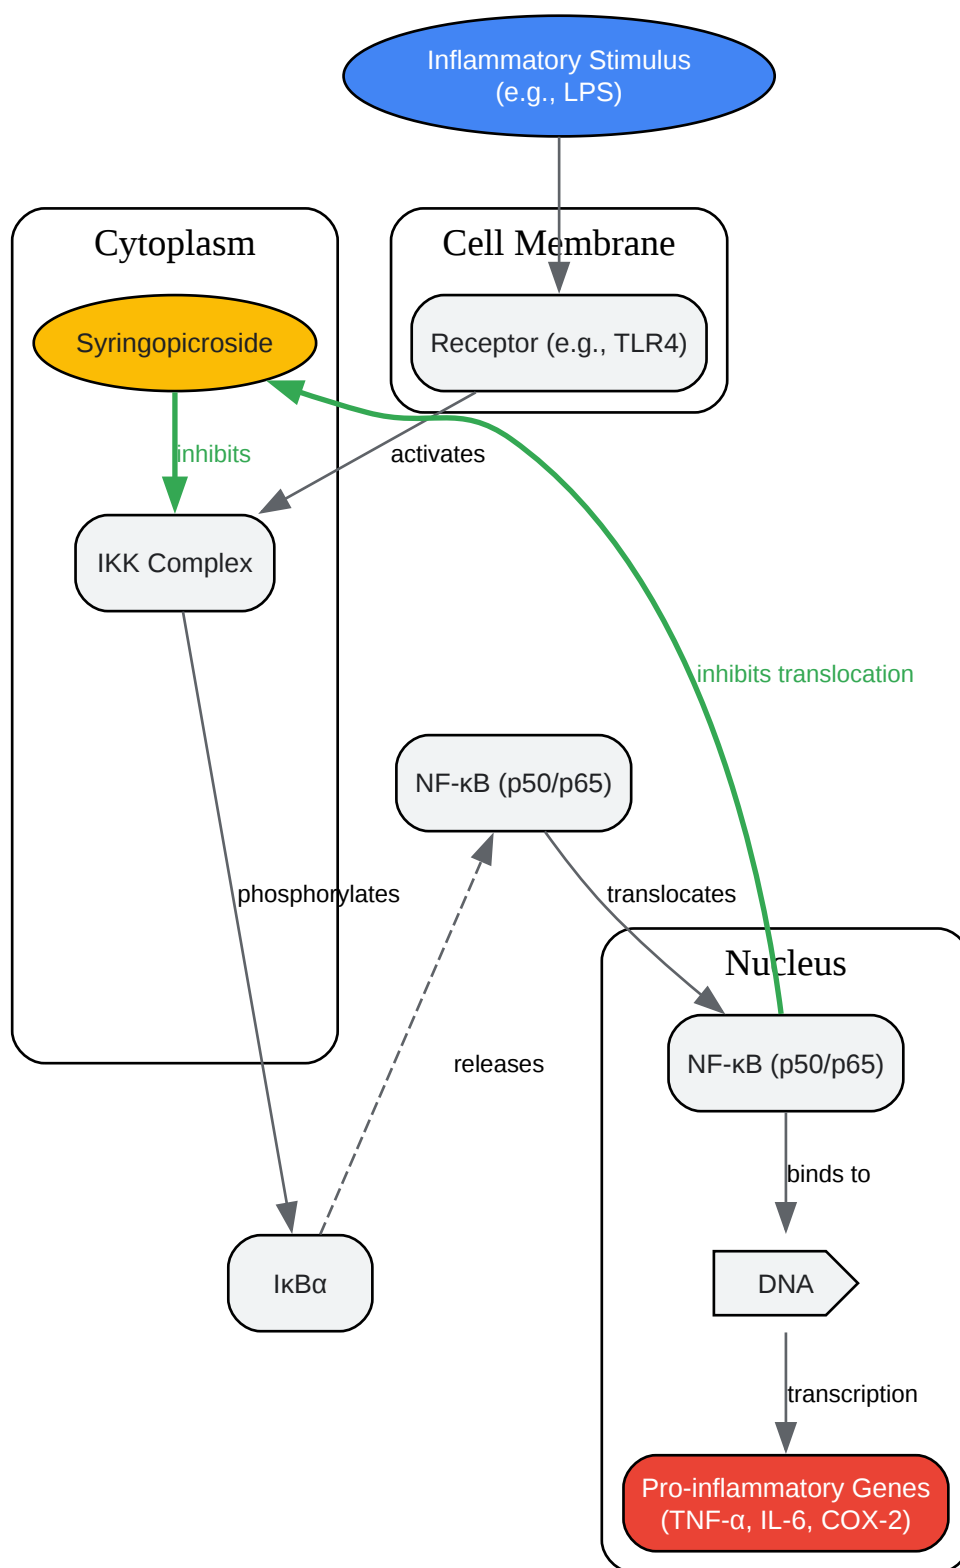 Inflammatory Stimulus
(e.g., LPS)
Cytoplasm
Cell Membrane
Syringopicroside
Receptor (e.g., TLR4)
inhibits
activates
IKK Complex
inhibits translocation
NF-κB (p50/p65)
phosphorylates
translocates
Nucleus
releases
NF-κB (p50/p65)
binds to
IκBα
DNA
transcription
Pro-inflammatory Genes
(TNF-α, IL-6, COX-2)